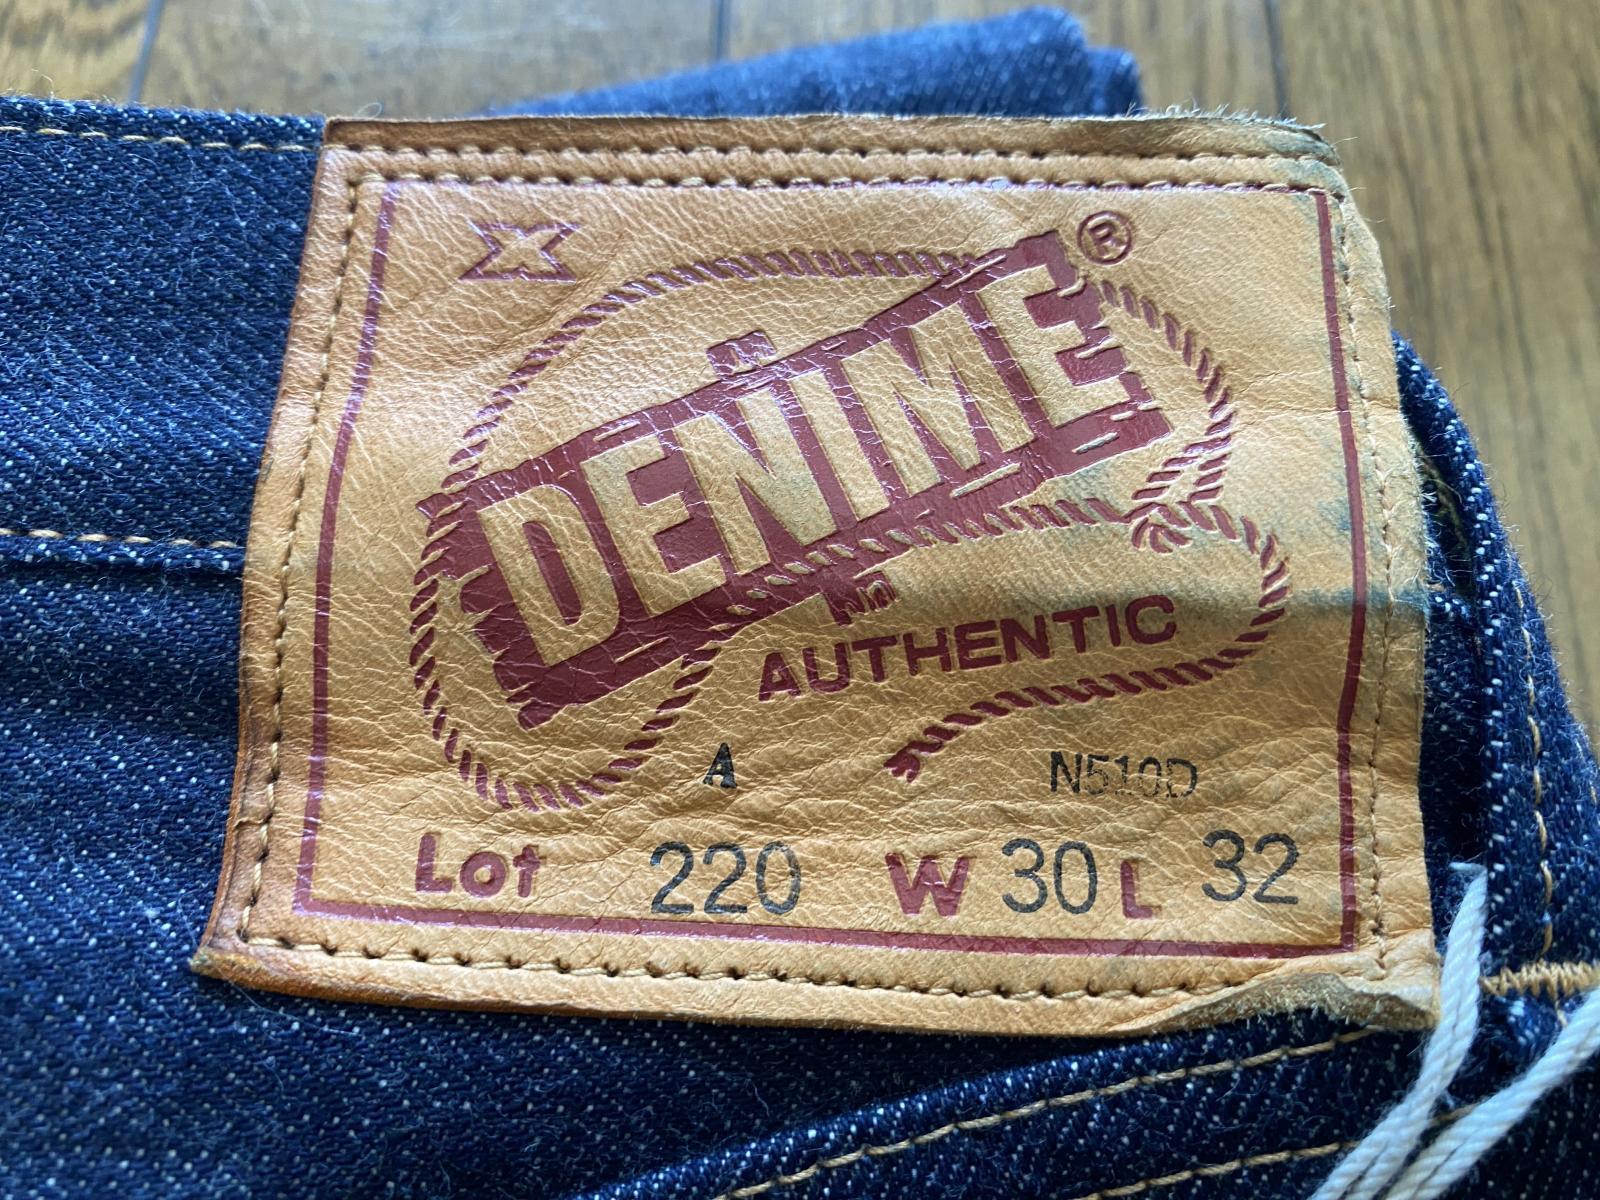 X
DENIME®
AUTHENTIC
A N510D
Lot 220 W 30 L 32